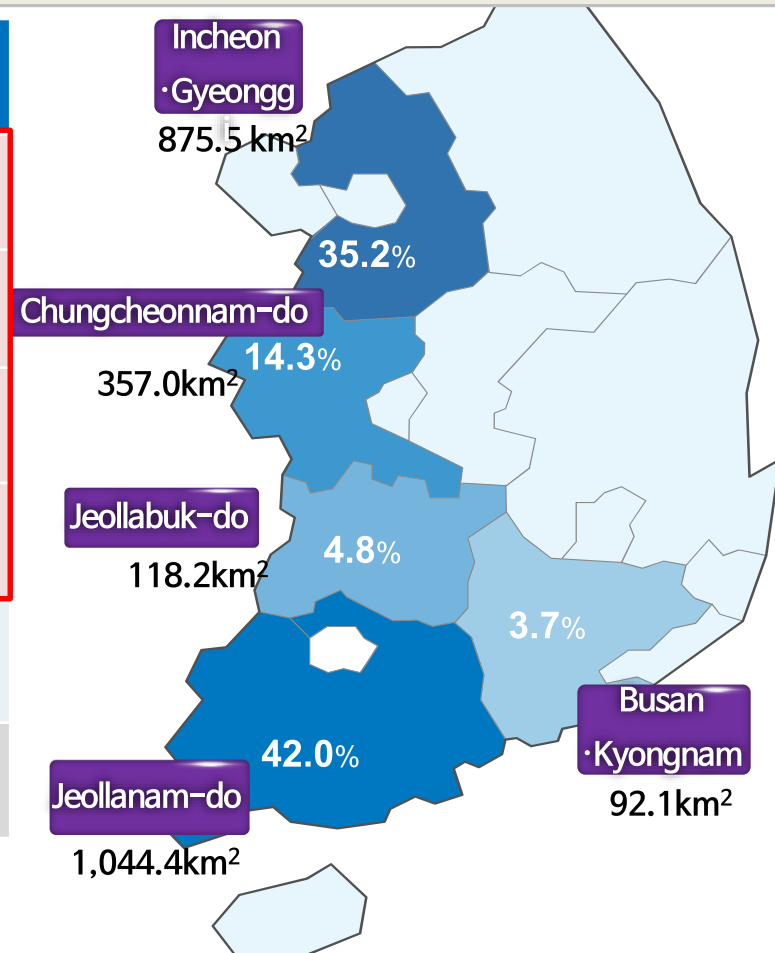 Incheon
·Gyeongg
i
875.5 km²
35.2%
Chungcheonnam-do
14.3%
357.0km²
Jeollabuk-do
4.8%
118.2km²
3.7%
Busan
·Kyongnam
92.1km²
42.0%
Jeollanam-do
1,044.4km²